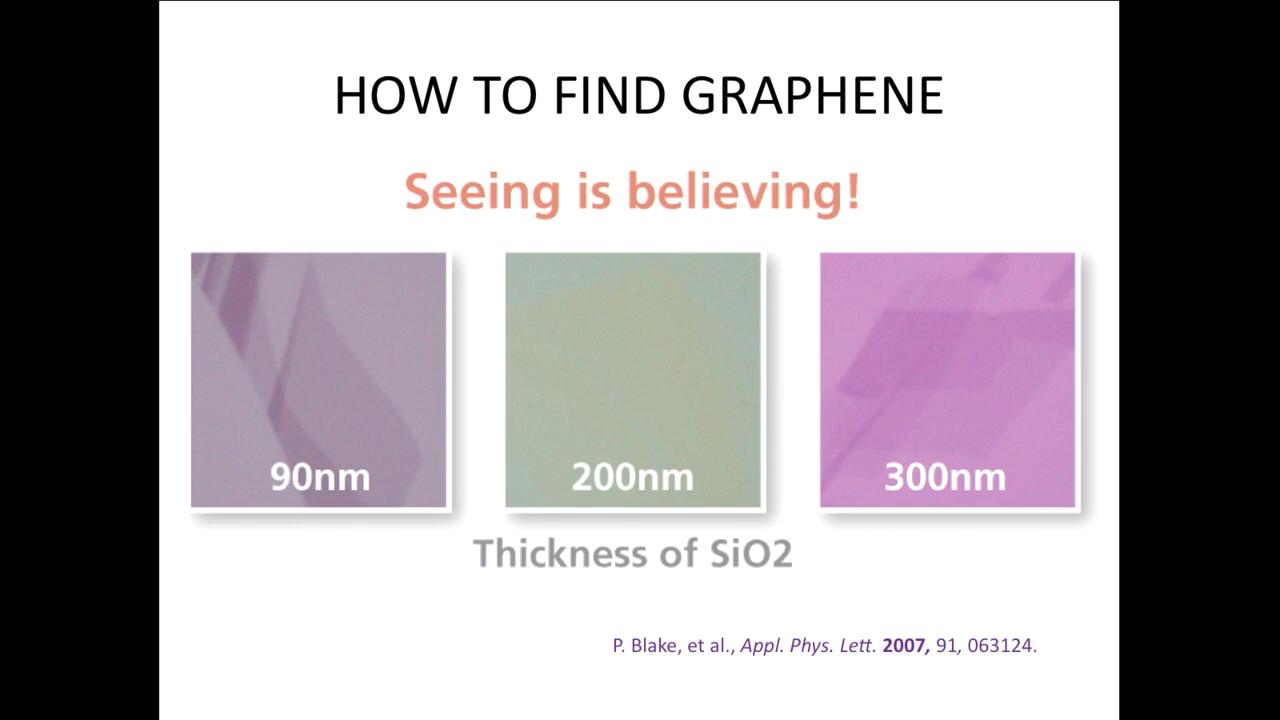 HOW TO FIND GRAPHENE
Seeing is believing!
90nm
200nm
300nm
Thickness of SiO2
P. Blake, et al., Appl. Phys. Lett. 2007, 91, 063124.